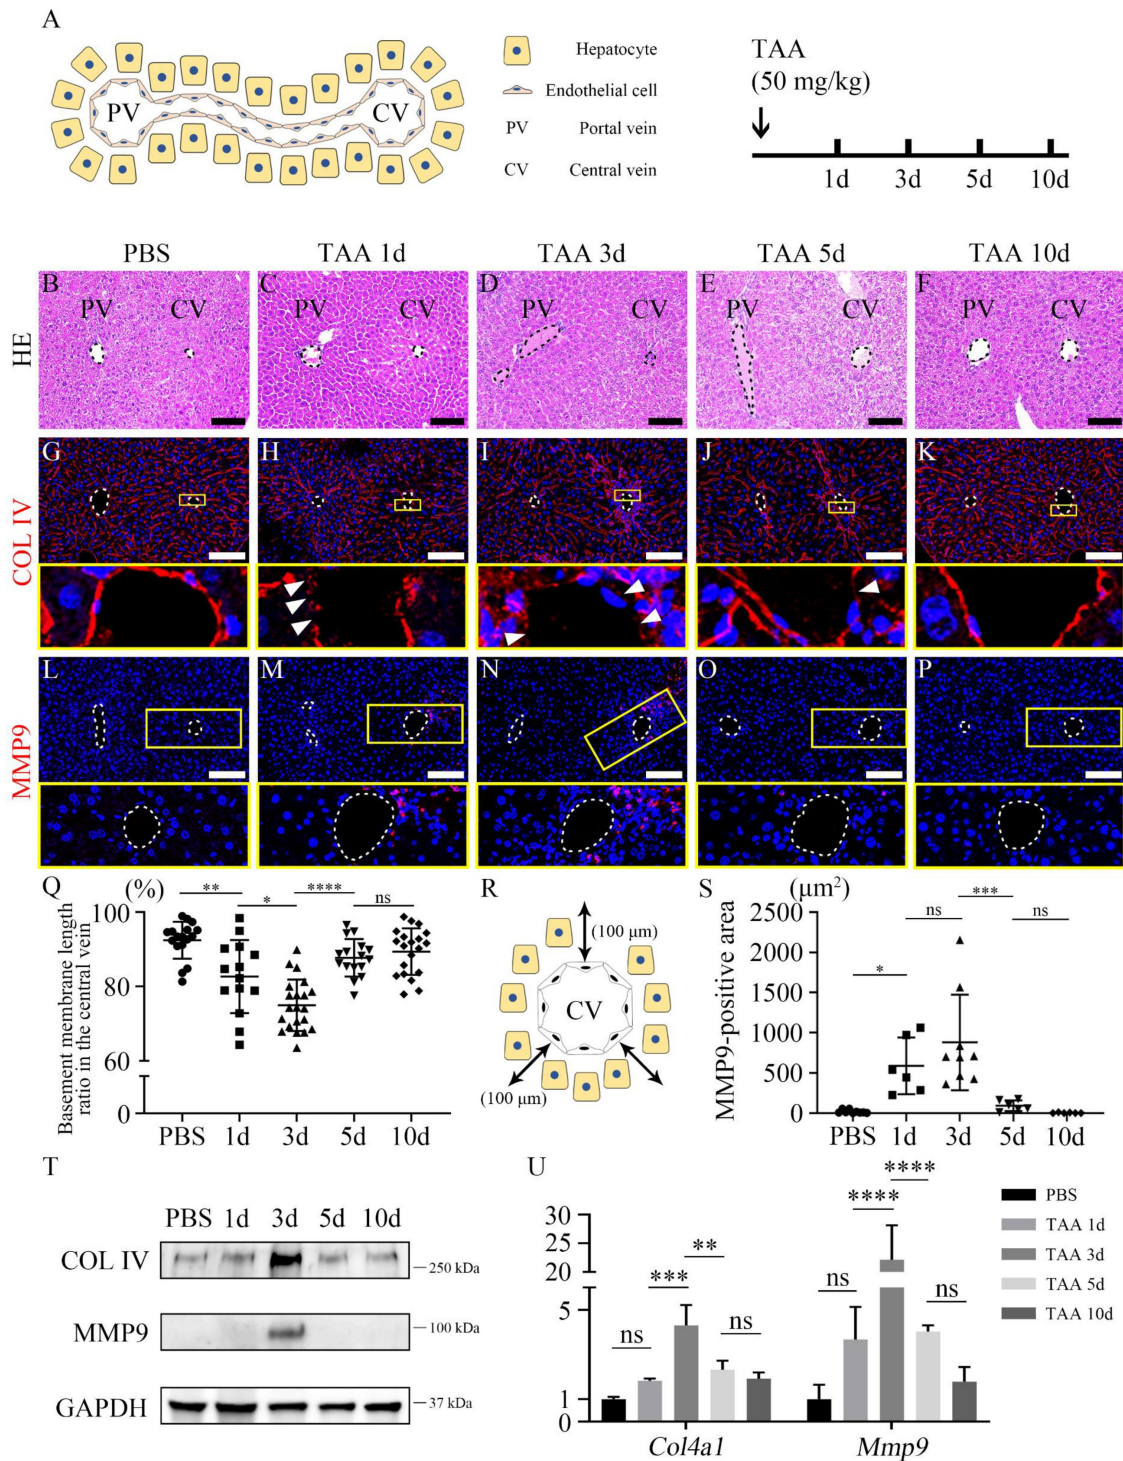 A
PV
CV
Hepatocyte
Endothelial cell
PV Portal vein
CV Central vein
TAA
(50 mg/kg)
1d 3d 5d 10d
PBS TAA 1d TAA 3d TAA 5d TAA 10d
HE
B PV CV
C PV CV
D PV CV
E PV CV
F PV CV
COL IV
G H I J K
MMP9
L M N O P
Q
(%)
** * **** ns
Basement membrane length
ratio in the central vein
100
80
60
0
PBS 1d 3d 5d 10d
R
(100 μm)
CV
(100 μm)
S
(μm²)
MMP9-positive area
* ns *** ns
2500
2000
1500
1000
500
0
PBS 1d 3d 5d 10d
T
PBS 1d 3d 5d 10d
COL IV
250 kDa
MMP9
100 kDa
GAPDH
37 kDa
U
30
25
20
5
1
0
ns *** ** ns
ns **** **** ns
Col4a1 Mmp9
PBS
TAA 1d
TAA 3d
TAA 5d
TAA 10d